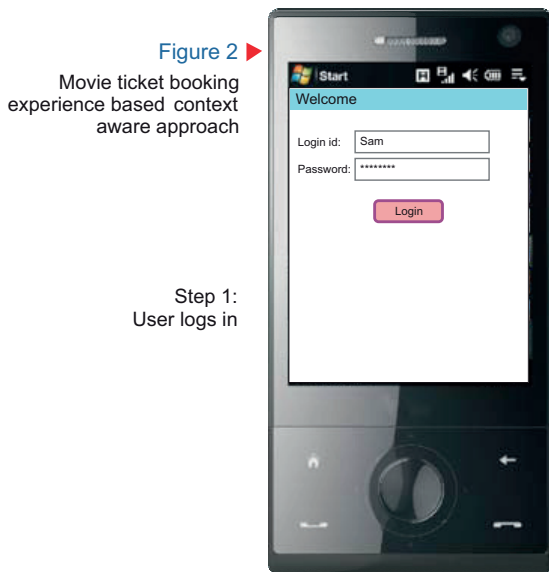 Figure 2
Movie ticket booking
experience based context
aware approach
Start
Welcome
Login id: Sam
Password: ********
Login
Step 1:
User logs in